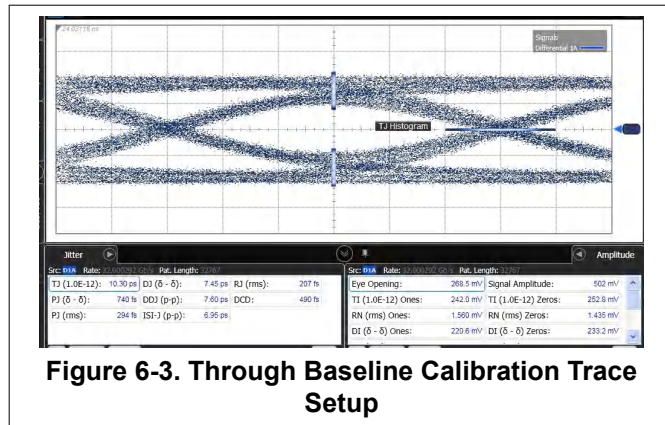 24.03118 ns
Signals
Differential 1A
TJ Histogram
Jitter
Amplitude
Src: D1A Rate: 32.000292 Gb/s Pat. Length: 32767
TJ (1.0E-12): 10.30 ps DJ (δ - δ): 7.45 ps RJ (rms): 207 fs
PJ (δ - δ): 740 fs DDJ (p-p): 7.60 ps DCD: 490 fs
PJ (rms): 294 fs ISI-J (p-p): 6.95 ps
Src: D1A Rate: 32.000292 Gb/s Pat. Length: 32767
Eye Opening: 268.5 mV Signal Amplitude: 502 mV
TI (1.0E-12) Ones: 242.0 mV TI (1.0E-12) Zeros: 252.8 mV
RN (rms) Ones: 1.560 mV RN (rms) Zeros: 1.435 mV
DI (δ - δ) Ones: 220.6 mV DI (δ - δ) Zeros: 233.2 mV
Figure 6-3. Through Baseline Calibration Trace
Setup